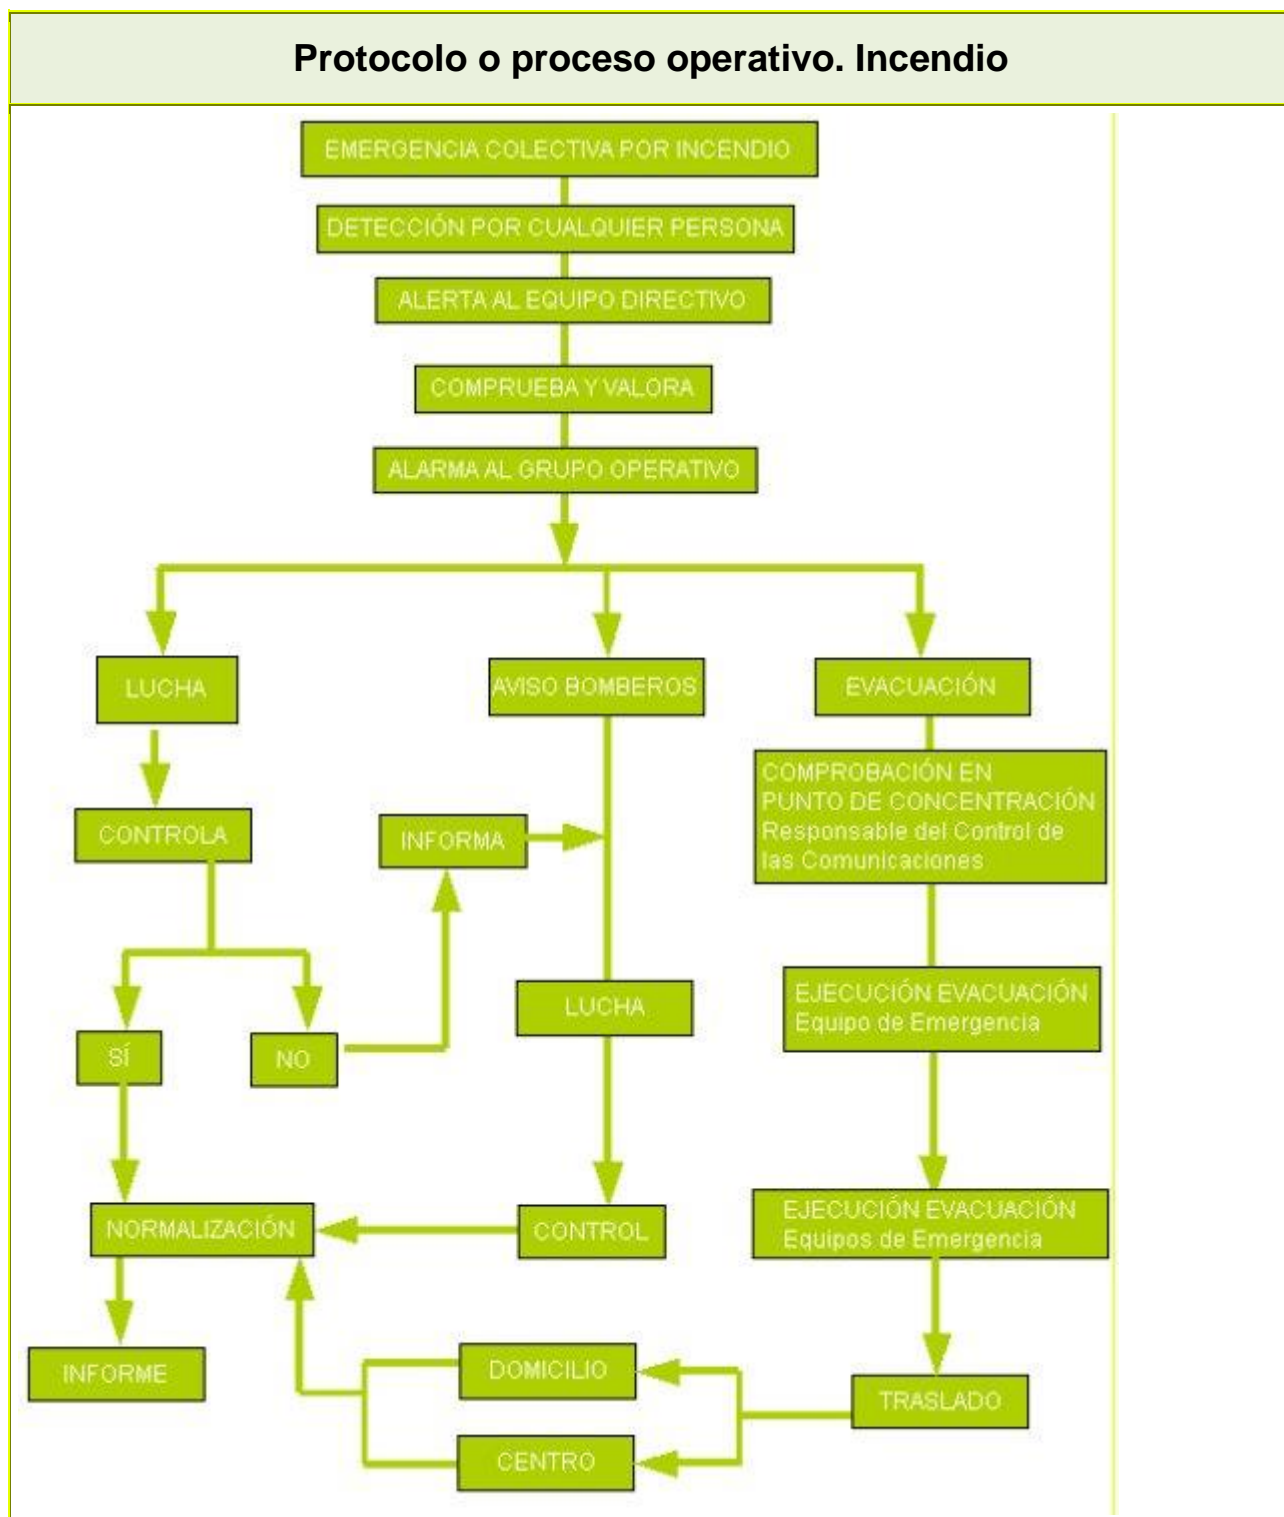 Protocolo o proceso operativo. Incendio
EMERGENCIA COLECTIVA POR INCENDIO
DETECCIÓN POR CUALQUIER PERSONA
ALERTA AL EQUIPO DIRECTIVO
COMPRUEBA Y VALORA
ALARMA AL GRUPO OPERATIVO
LUCHA
AVISO BOMBEROS
EVACUACIÓN
COMPROBACIÓN EN
PUNTO DE CONCENTRACIÓN
Responsable del Control de
las Comunicaciones
CONTROLA
INFORMA
EJECUCIÓN EVACUACIÓN
Equipo de Emergencia
LUCHA
SÍ
NO
EJECUCIÓN EVACUACIÓN
Equipos de Emergencia
NORMALIZACIÓN
CONTROL
INFORME
DOMICILIO
TRASLADO
CENTRO